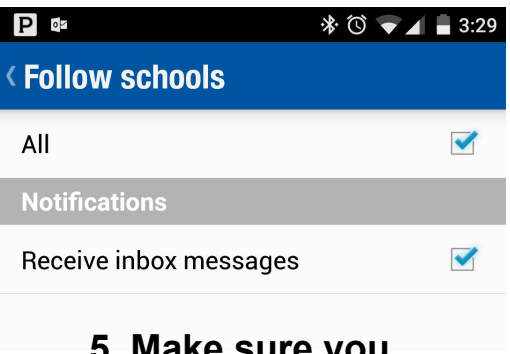 P 3:29
Follow schools
All
Notifications
Receive inbox messages
5. Make sure you